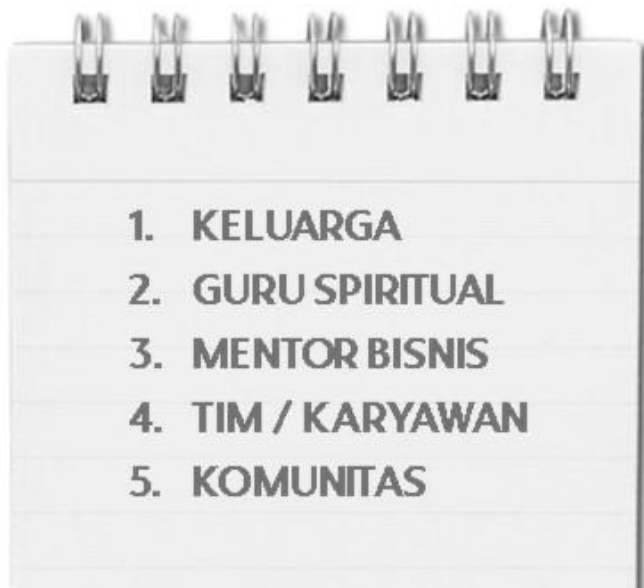 1. KELUARGA
2. GURU SPIRITUAL
3. MENTOR BISNIS
4. TIM / KARYAWAN
5. KOMUNITAS